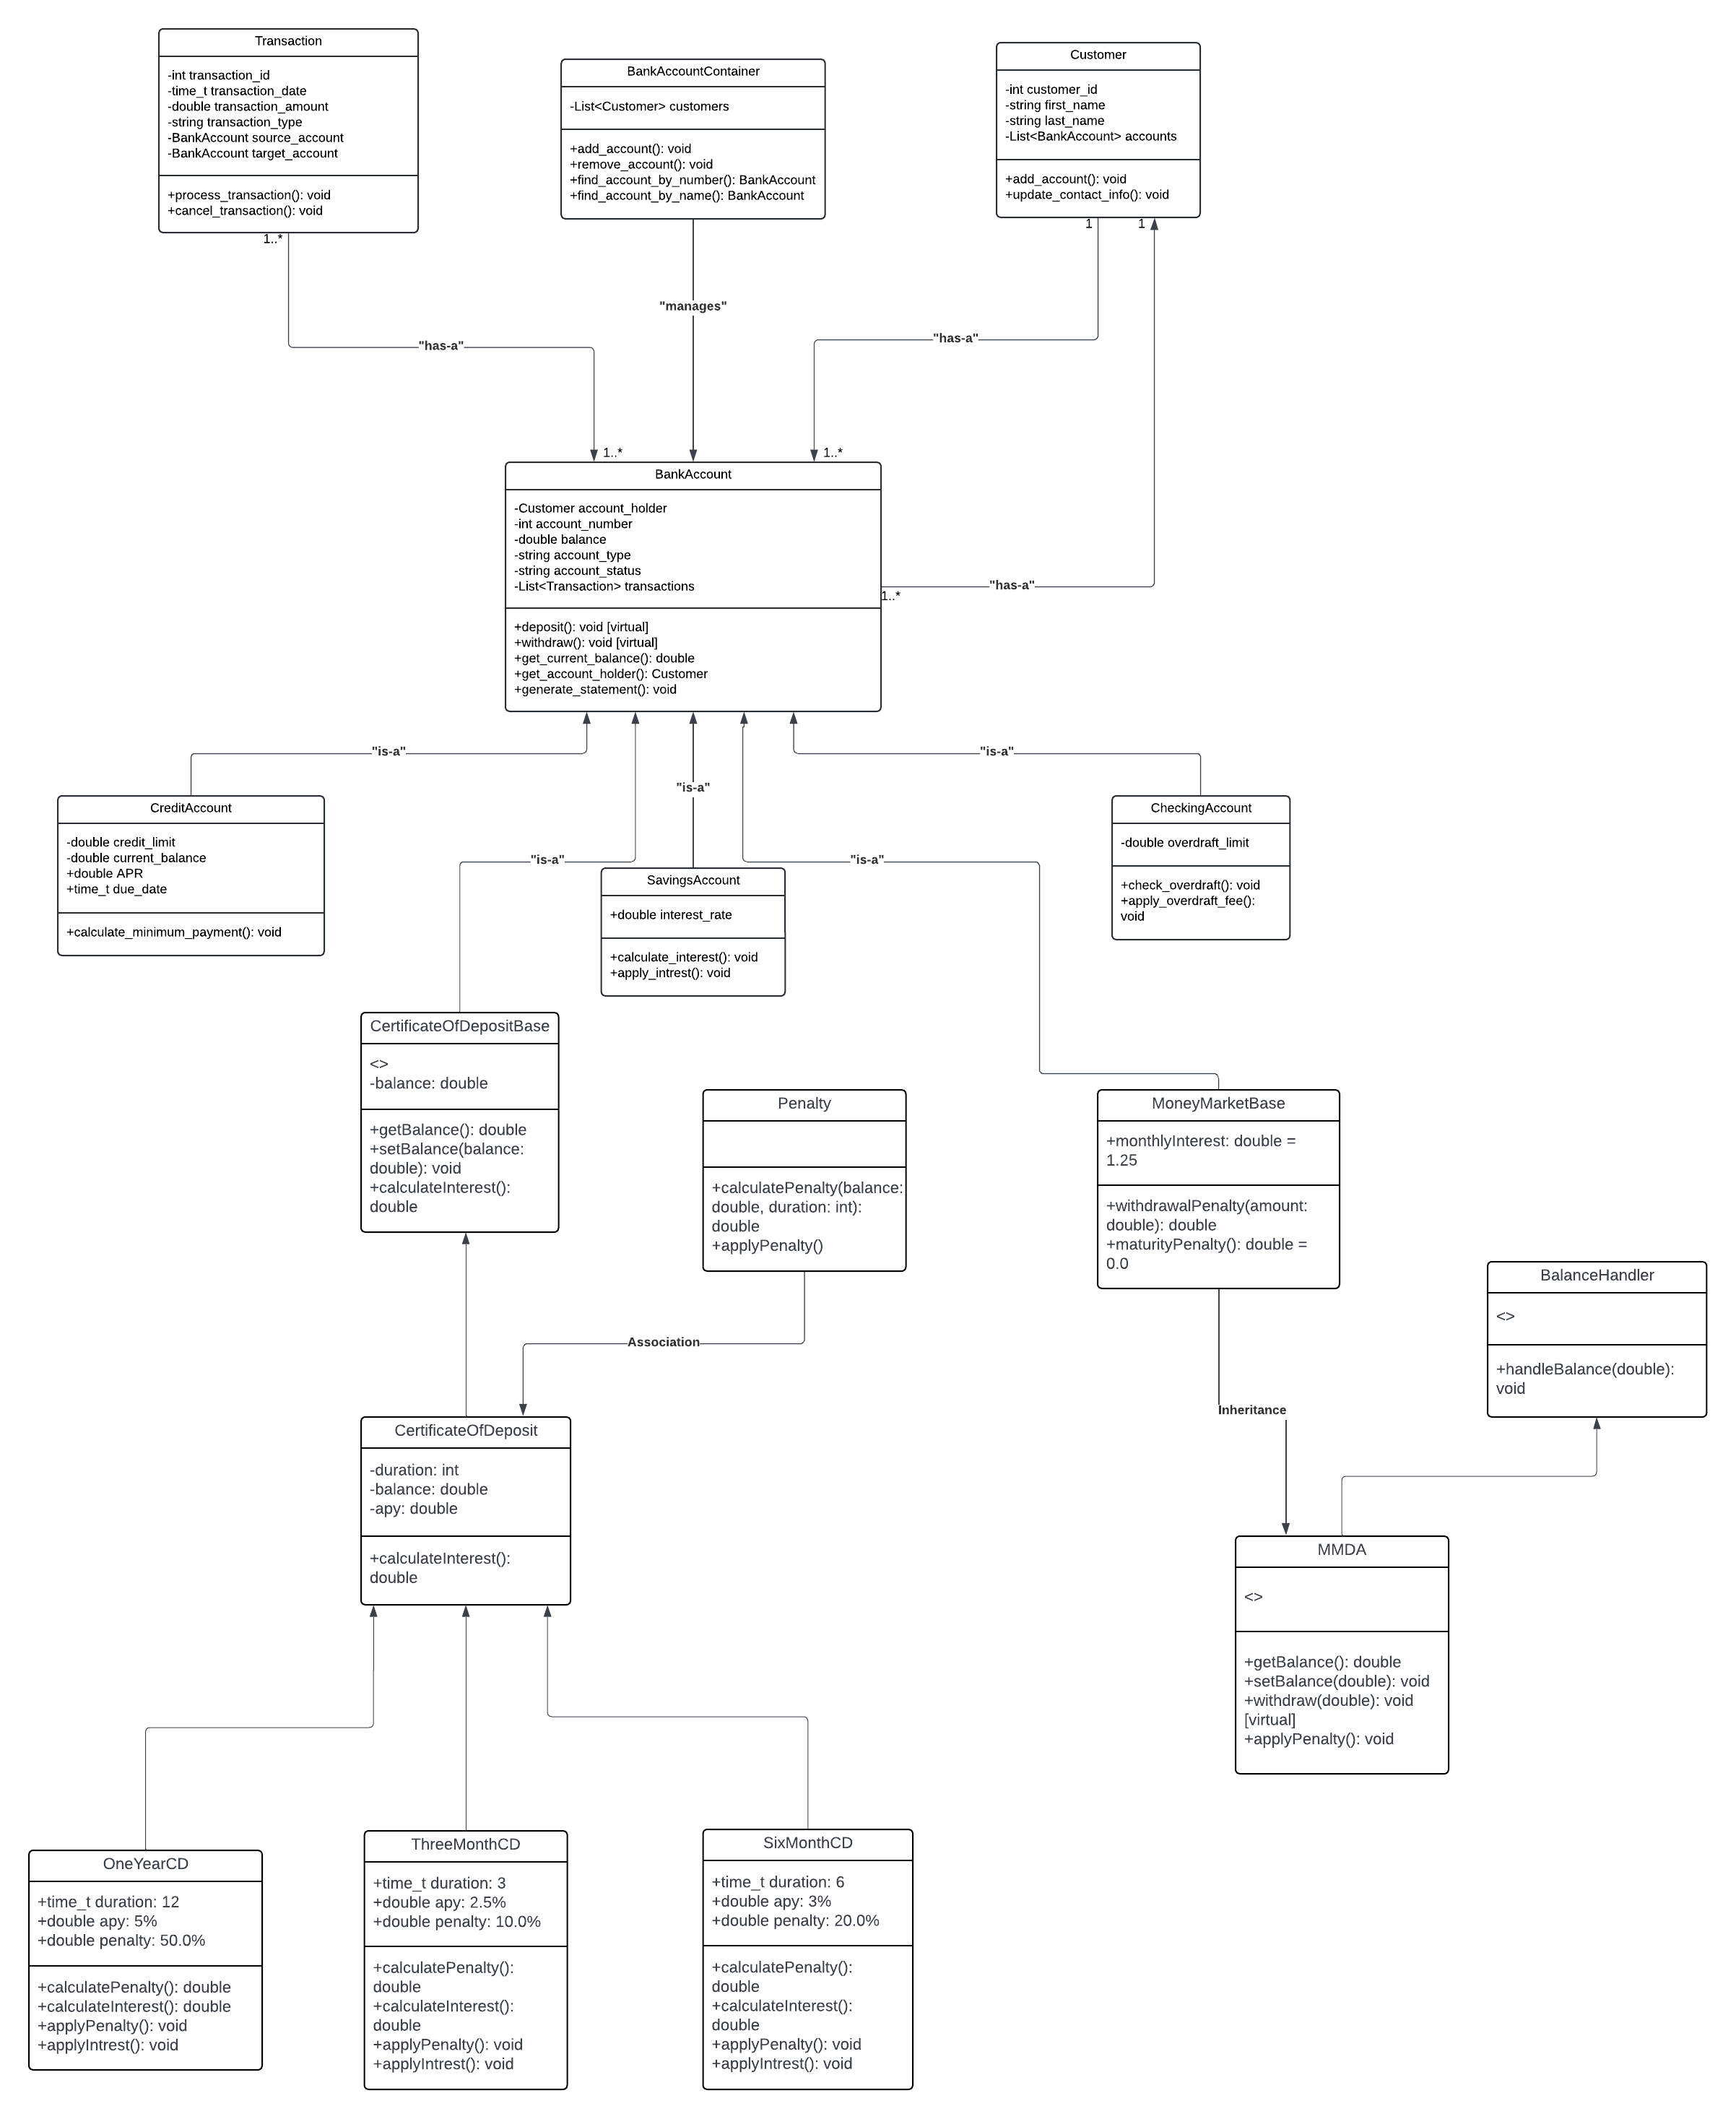 Transaction
-int transaction_id
-time_t transaction_date
-double transaction_amount
-string transaction_type
-BankAccount source_account
-BankAccount target_account
+process_transaction(): void
+cancel_transaction(): void
1..*
BankAccountContainer
-List<Customer> customers
+add_account(): void
+remove_account(): void
+find_account_by_number(): BankAccount
+find_account_by_name(): BankAccount
Customer
-int customer_id
-string first_name
-string last_name
-List<BankAccount> accounts
+add_account(): void
+update_contact_info(): void
1
1
"manages"
"has-a"
"has-a"
1..*
1..*
BankAccount
-Customer account_holder
-int account_number
-double balance
-string account_type
-string account_status
-List<Transaction> transactions
+deposit(): void [virtual]
+withdraw(): void [virtual]
+get_current_balance(): double
+get_account_holder(): Customer
+generate_statement(): void
"has-a"
1..*
"is-a"
"is-a"
"is-a"
"is-a"
"is-a"
CreditAccount
-double credit_limit
-double current_balance
+double APR
+time_t due_date
+calculate_minimum_payment(): void
SavingsAccount
+double interest_rate
+calculate_interest(): void
+apply_intrest(): void
CheckingAccount
-double overdraft_limit
+check_overdraft(): void
+apply_overdraft_fee():
void
CertificateOfDepositBase
<>
-balance: double
+getBalance(): double
+setBalance(balance:
double): void
+calculateInterest():
double
Penalty
+calculatePenalty(balance:
double, duration: int):
double
+applyPenalty()
MoneyMarketBase
+monthlyInterest: double =
1.25
+withdrawalPenalty(amount:
double): double
+maturityPenalty(): double =
0.0
BalanceHandler
<>
+handleBalance(double):
void
Association
Inheritance
CertificateOfDeposit
-duration: int
-balance: double
-apy: double
+calculateInterest():
double
MMDA
<>
+getBalance(): double
+setBalance(double): void
+withdraw(double): void
[virtual]
+applyPenalty(): void
OneYearCD
+time_t duration: 12
+double apy: 5%
+double penalty: 50.0%
+calculatePenalty(): double
+calculateInterest(): double
+applyPenalty(): void
+applyIntrest(): void
ThreeMonthCD
+time_t duration: 3
+double apy: 2.5%
+double penalty: 10.0%
+calculatePenalty():
double
+calculateInterest():
double
+applyPenalty(): void
+applyIntrest(): void
SixMonthCD
+time_t duration: 6
+double apy: 3%
+double penalty: 20.0%
+calculatePenalty():
double
+calculateInterest():
double
+applyPenalty(): void
+applyIntrest(): void